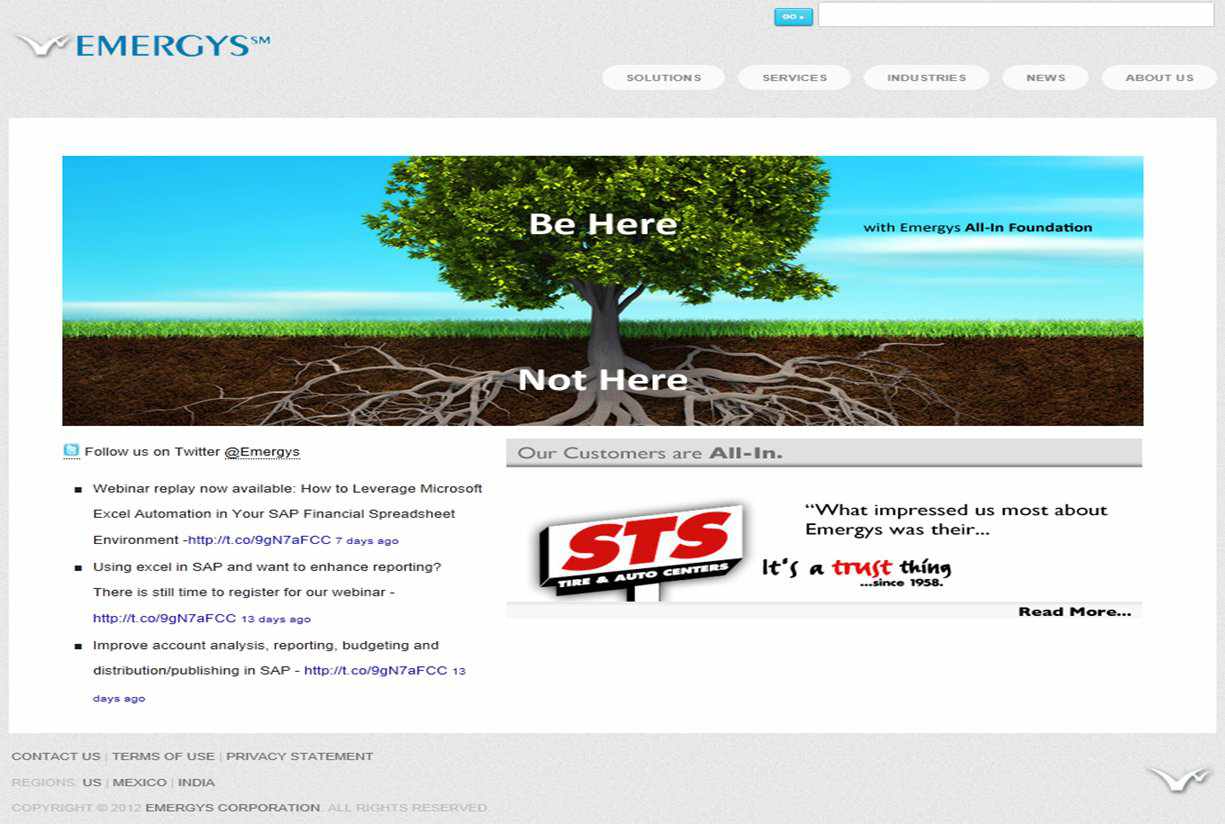 GO »
EMERGYS℠
SOLUTIONS SERVICES INDUSTRIES NEWS ABOUT US
Be Here
with Emergys All-In Foundation
Not Here
Follow us on Twitter @Emergys
Webinar replay now available: How to Leverage Microsoft
Excel Automation in Your SAP Financial Spreadsheet
Environment -http://t.co/9gN7aFCC 7 days ago
Using excel in SAP and want to enhance reporting?
There is still time to register for our webinar -
http://t.co/9gN7aFCC 13 days ago
Improve account analysis, reporting, budgeting and
distribution/publishing in SAP - http://t.co/9gN7aFCC 13
days ago
Our Customers are All-In.
STS
TIRE & AUTO CENTERS
“What impressed us most about
Emergys was their...
It's a trust thing
...since 1958.
Read More...
CONTACT US | TERMS OF USE | PRIVACY STATEMENT
REGIONS: US | MEXICO | INDIA
COPYRIGHT © 2012 EMERGYS CORPORATION. ALL RIGHTS RESERVED.